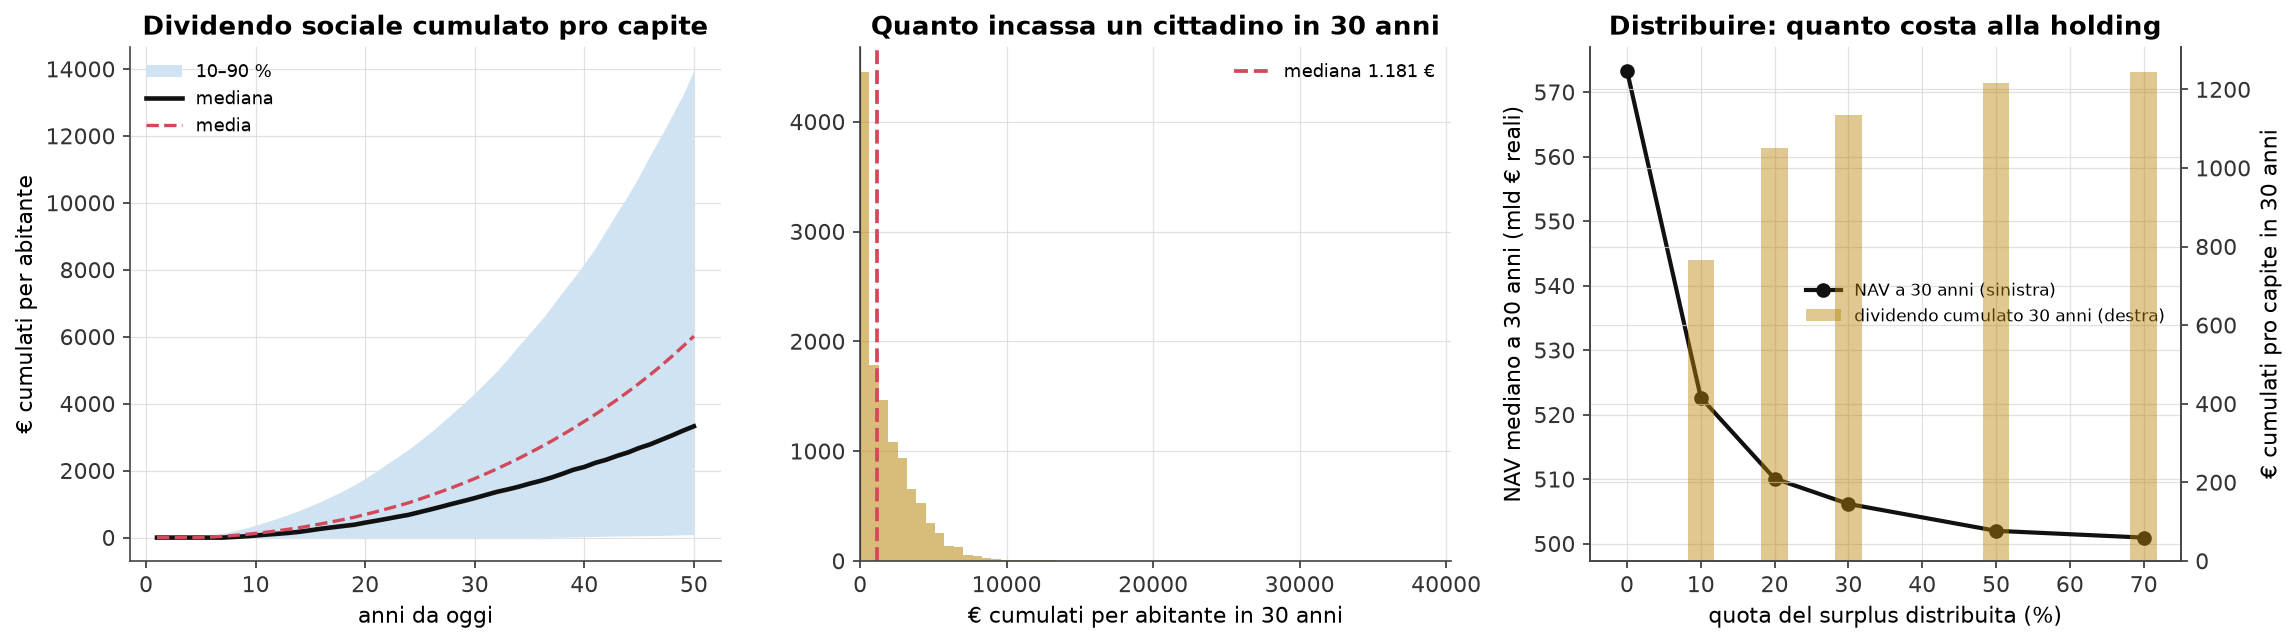 Dividendo sociale cumulato pro capite
14000
12000
10000
8000
6000
4000
2000
0
€ cumulati per abitante
10–90 %
mediana
media
0 10 20 30 40 50
anni da oggi
Quanto incassa un cittadino in 30 anni
4000
3000
2000
1000
0
mediana 1.181 €
0 10000 20000 30000 40000
€ cumulati per abitante in 30 anni
Distribuire: quanto costa alla holding
570
560
550
540
530
520
510
500
NAV mediano a 30 anni (mld € reali)
NAV a 30 anni (sinistra)
dividendo cumulato 30 anni (destra)
1200
1000
800
600
400
200
0
€ cumulati pro capite in 30 anni
0 10 20 30 40 50 60 70
quota del surplus distribuita (%)